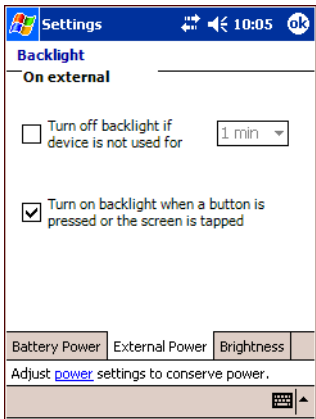 Settings 10:05 ok
Backlight
On external
Turn off backlight if
device is not used for
1 min
Turn on backlight when a button is
pressed or the screen is tapped
Battery Power External Power Brightness
Adjust power settings to conserve power.